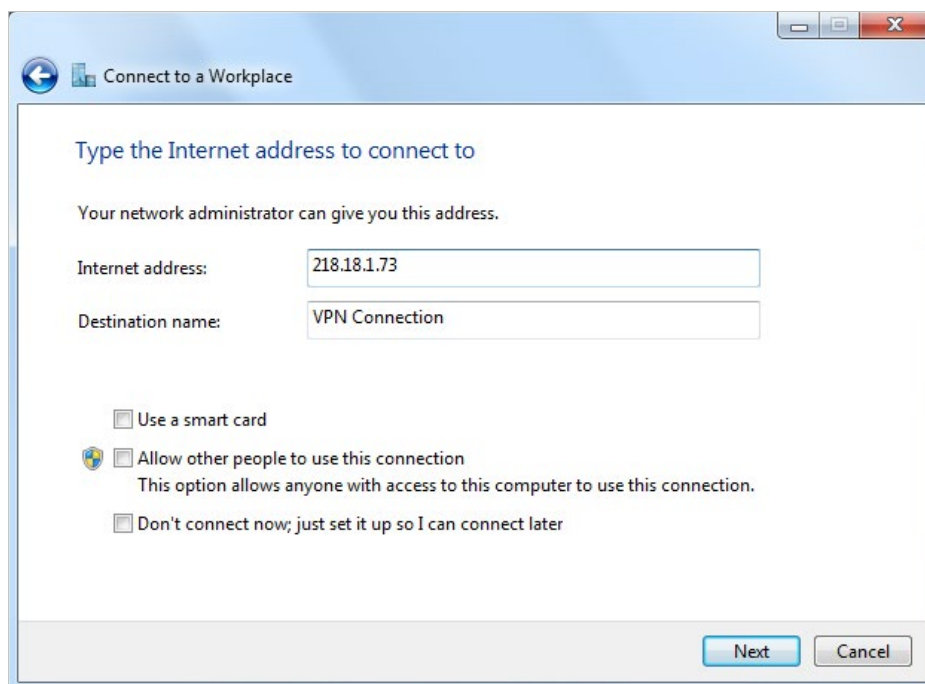 Connect to a Workplace
Type the Internet address to connect to
Your network administrator can give you this address.
Internet address: 218.18.1.73
Destination name: VPN Connection
Use a smart card
Allow other people to use this connection
This option allows anyone with access to this computer to use this connection.
Don't connect now; just set it up so I can connect later
Next Cancel